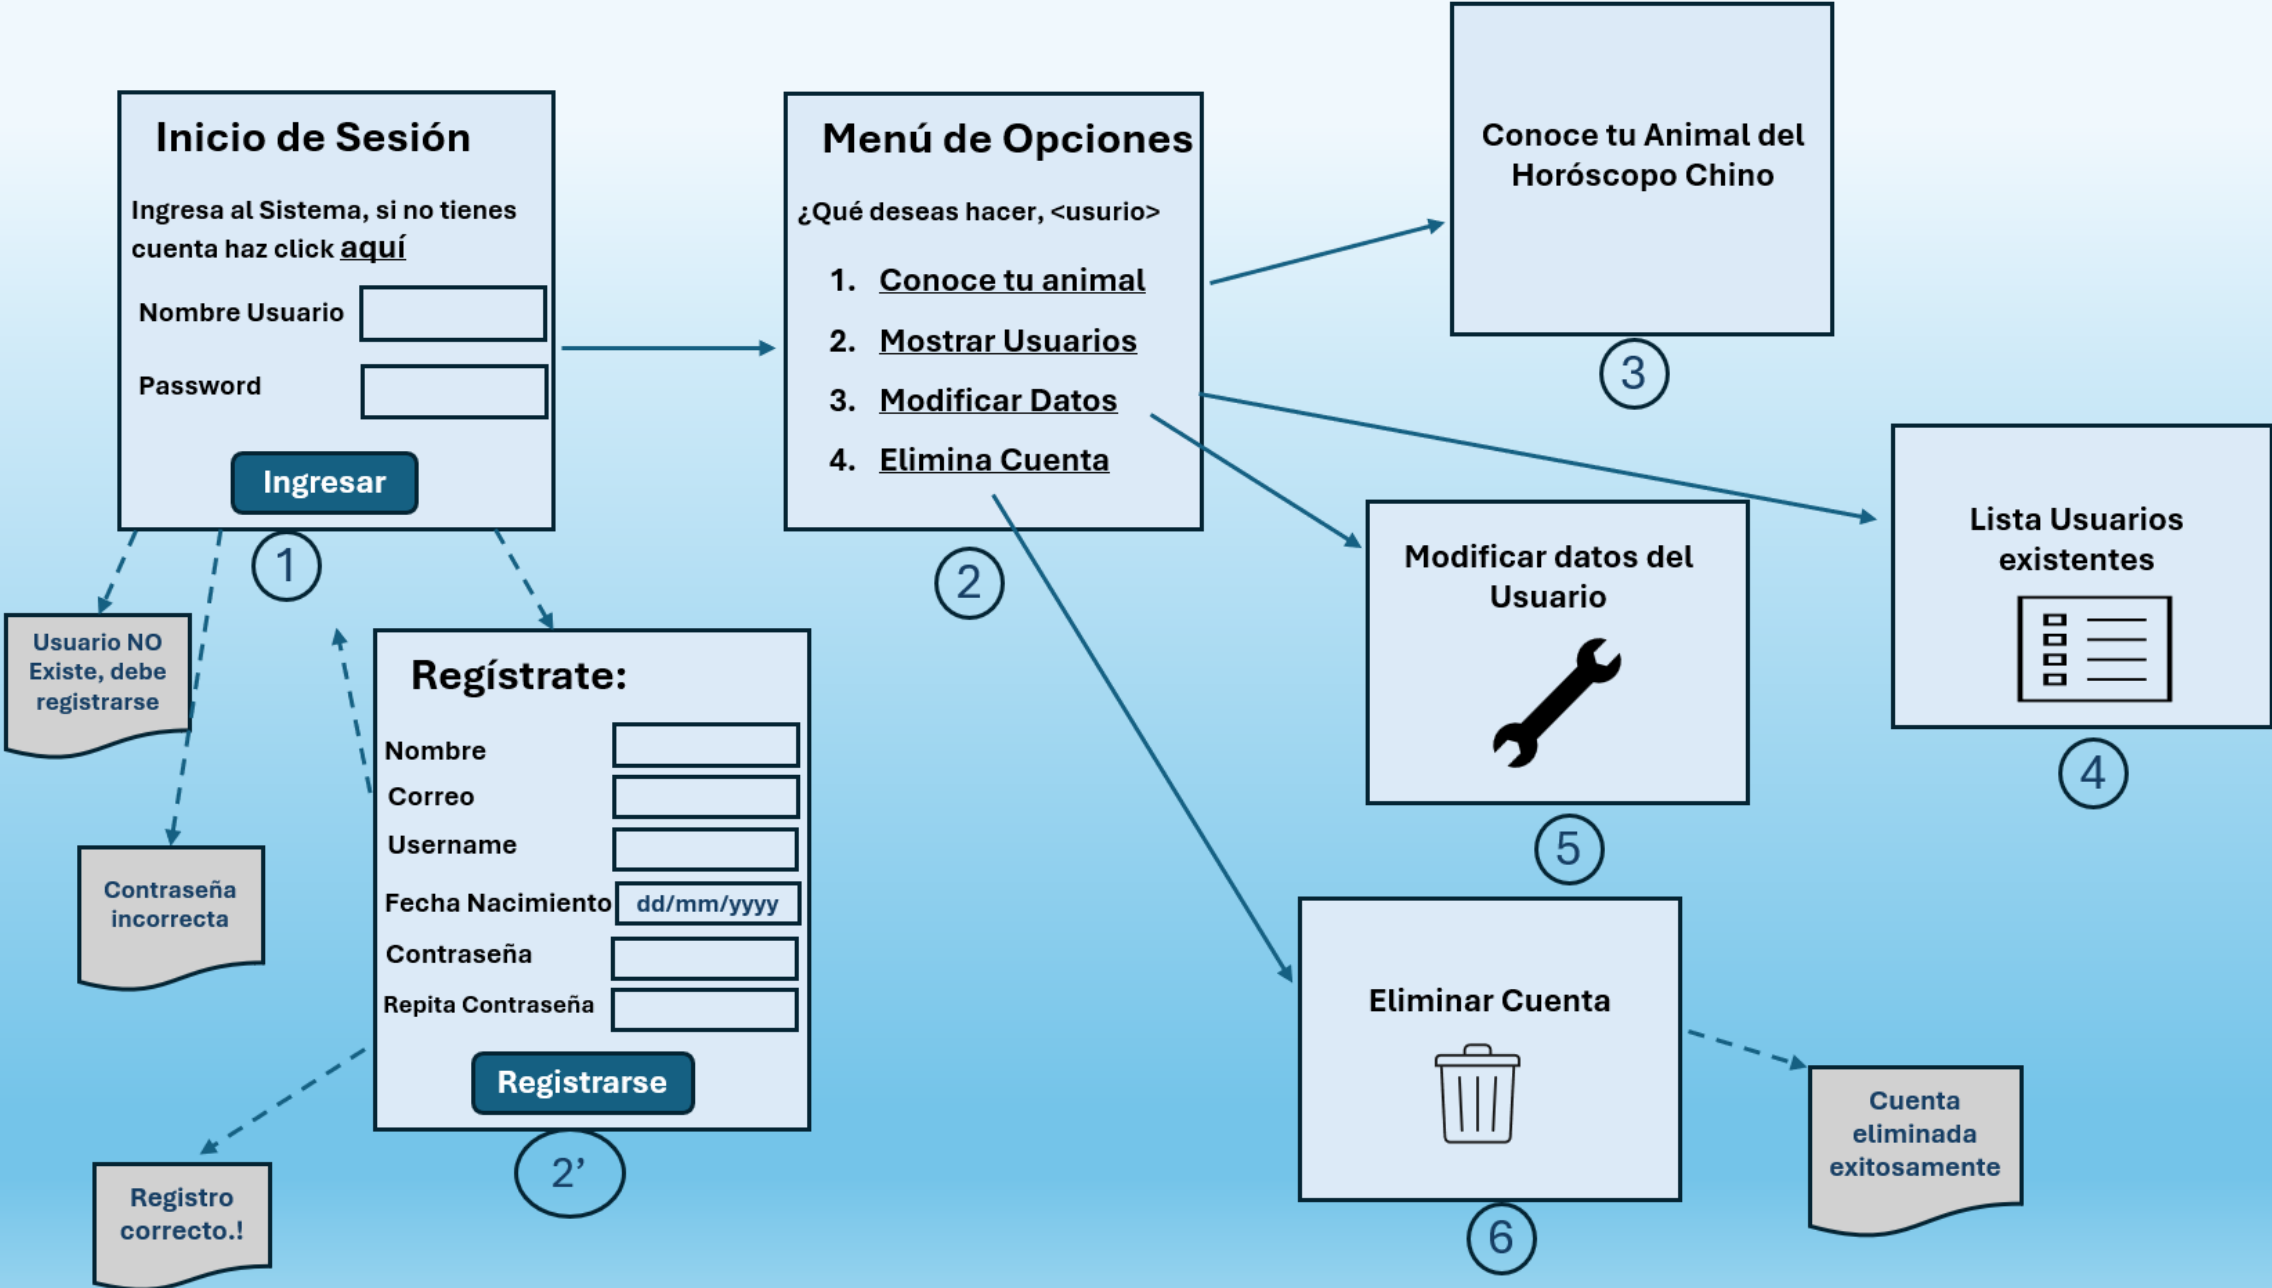 Inicio de Sesión
Ingresa al Sistema, si no tienes
cuenta haz click aquí
Nombre Usuario
Password
Ingresar
1
Usuario NO
Existe, debe
registrarse
Contraseña
incorrecta
Regístrate:
Nombre
Correo
Username
Fecha Nacimiento dd/mm/yyyy
Contraseña
Repita Contraseña
Registrarse
2’
Registro
correcto.!
Menú de Opciones
¿Qué deseas hacer, <usurio>
1. Conoce tu animal
2. Mostrar Usuarios
3. Modificar Datos
4. Elimina Cuenta
2
Conoce tu Animal del
Horóscopo Chino
3
Lista Usuarios
existentes
4
Modificar datos del
Usuario
5
Eliminar Cuenta
6
Cuenta
eliminada
exitosamente